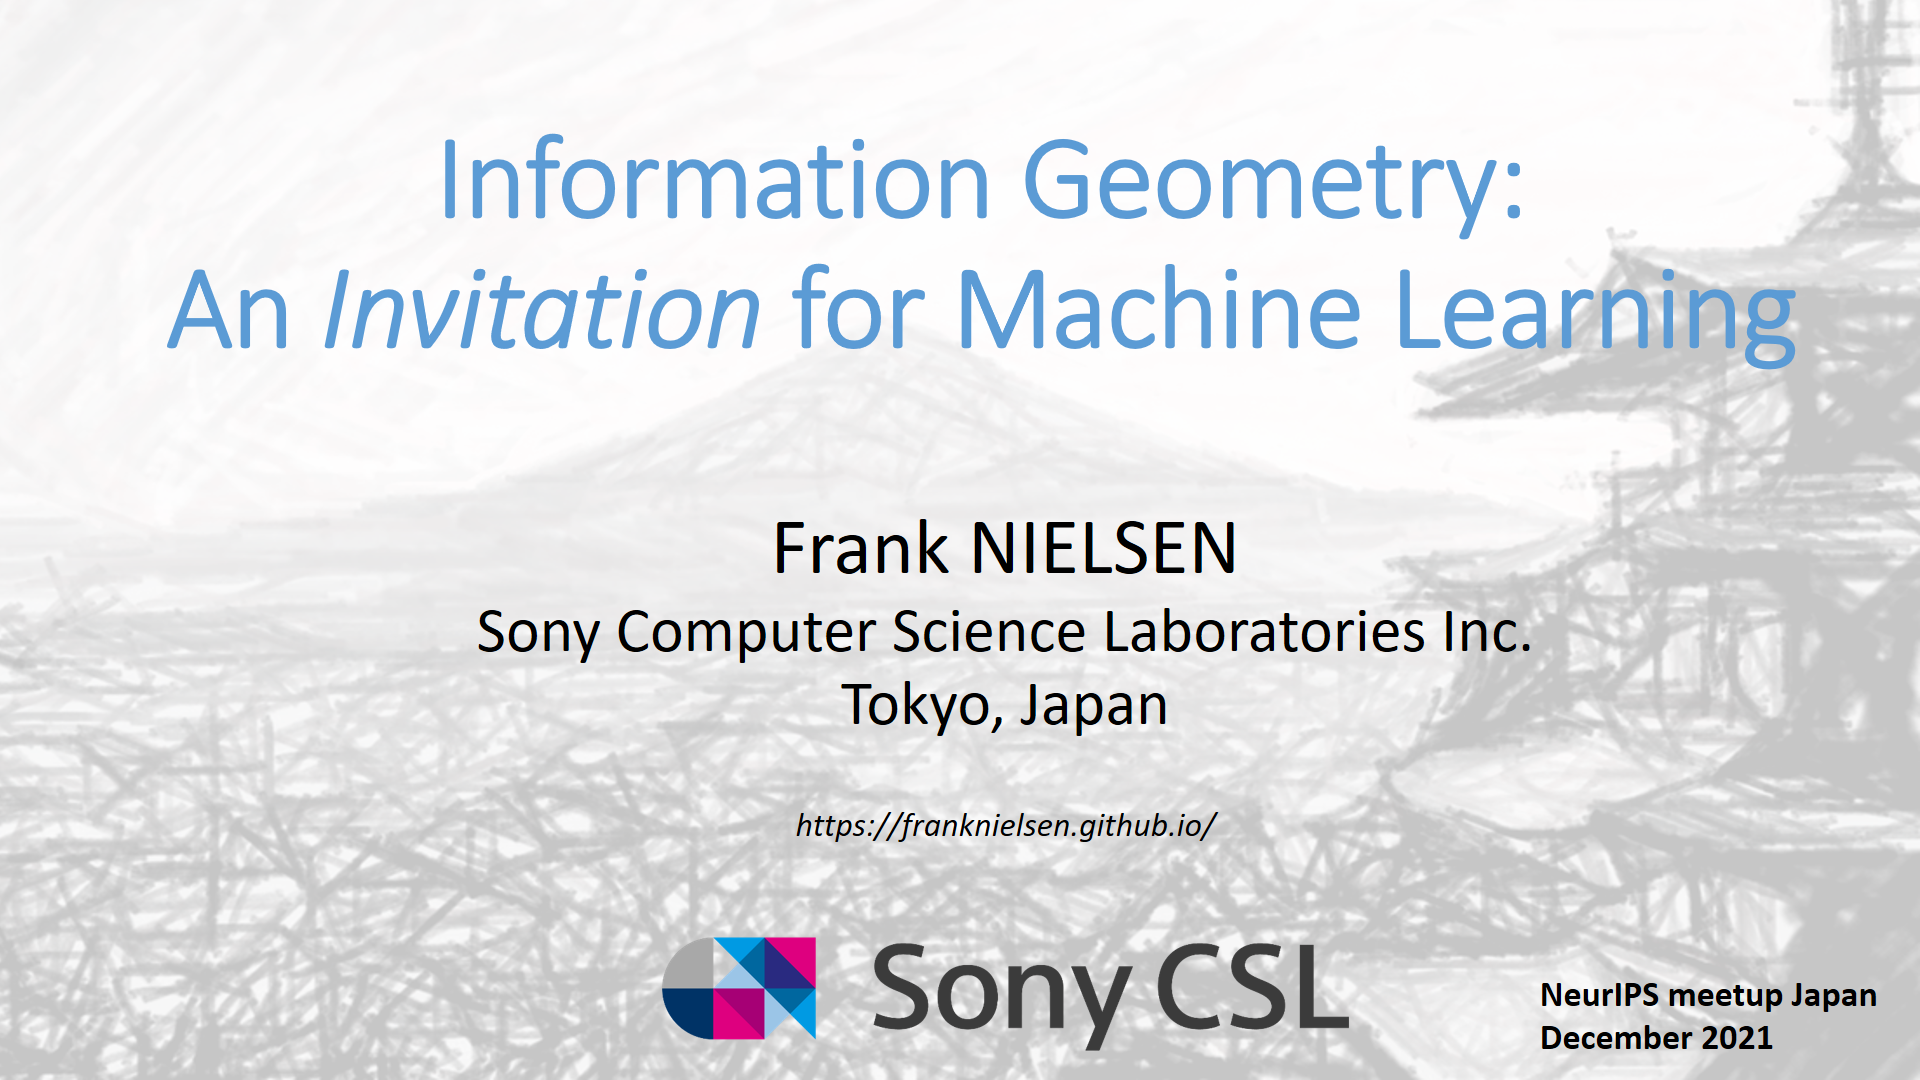 Information Geometry:
An Invitation for Machine Learning
Frank NIELSEN
Sony Computer Science Laboratories Inc.
Tokyo, Japan
https://franknielsen.github.io/
Sony CSL
NeurIPS meetup Japan
December 2021